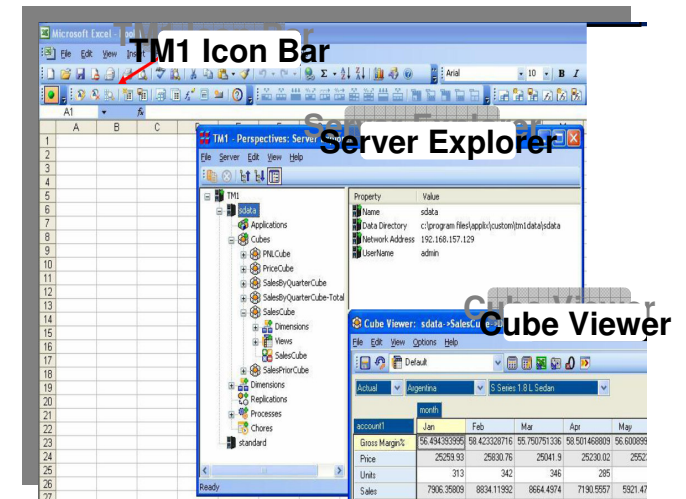 Microsoft Excel
TM1 Icon Bar
File Edit View
Arial 10 B I
A1 fx
A B C
Server Explorer
TM1 - Perspectives: Server
File Server Edit View Help
TM1
sdata
Applications
Cubes
PNLCube
PriceCube
SalesByQuarterCube
SalesByQuarterCube-Total
SalesCube
Dimensions
Views
SalesCube
SalesPriorCube
Dimensions
Replications
Processes
Chores
standard
Ready
Property Value
Name sdata
Data Directory c:\program files\applix\custom\tm1data\sdata
Network Address 192.168.157.129
UserName admin
Cube Viewer
Cube Viewer: sdata->SalesCube->D
File Edit View Options Help
Default
Actual Argentina S Series 1.8 L Sedan
month
account1 Jan Feb Mar Apr May
Gross Margin% 56.494393995 58.423328716 55.750751336 58.501468809 56.600899
Price 25259.93 25830.76 25041.9 25230.02 2552
Units 313 342 346 285
Sales 7906.35809 8834.11992 8664.4974 7190.5557 5921.47
1
2
3
4
5
6
7
8
9
10
11
12
13
14
15
16
17
18
19
20
21
22
23
24
25
26
27